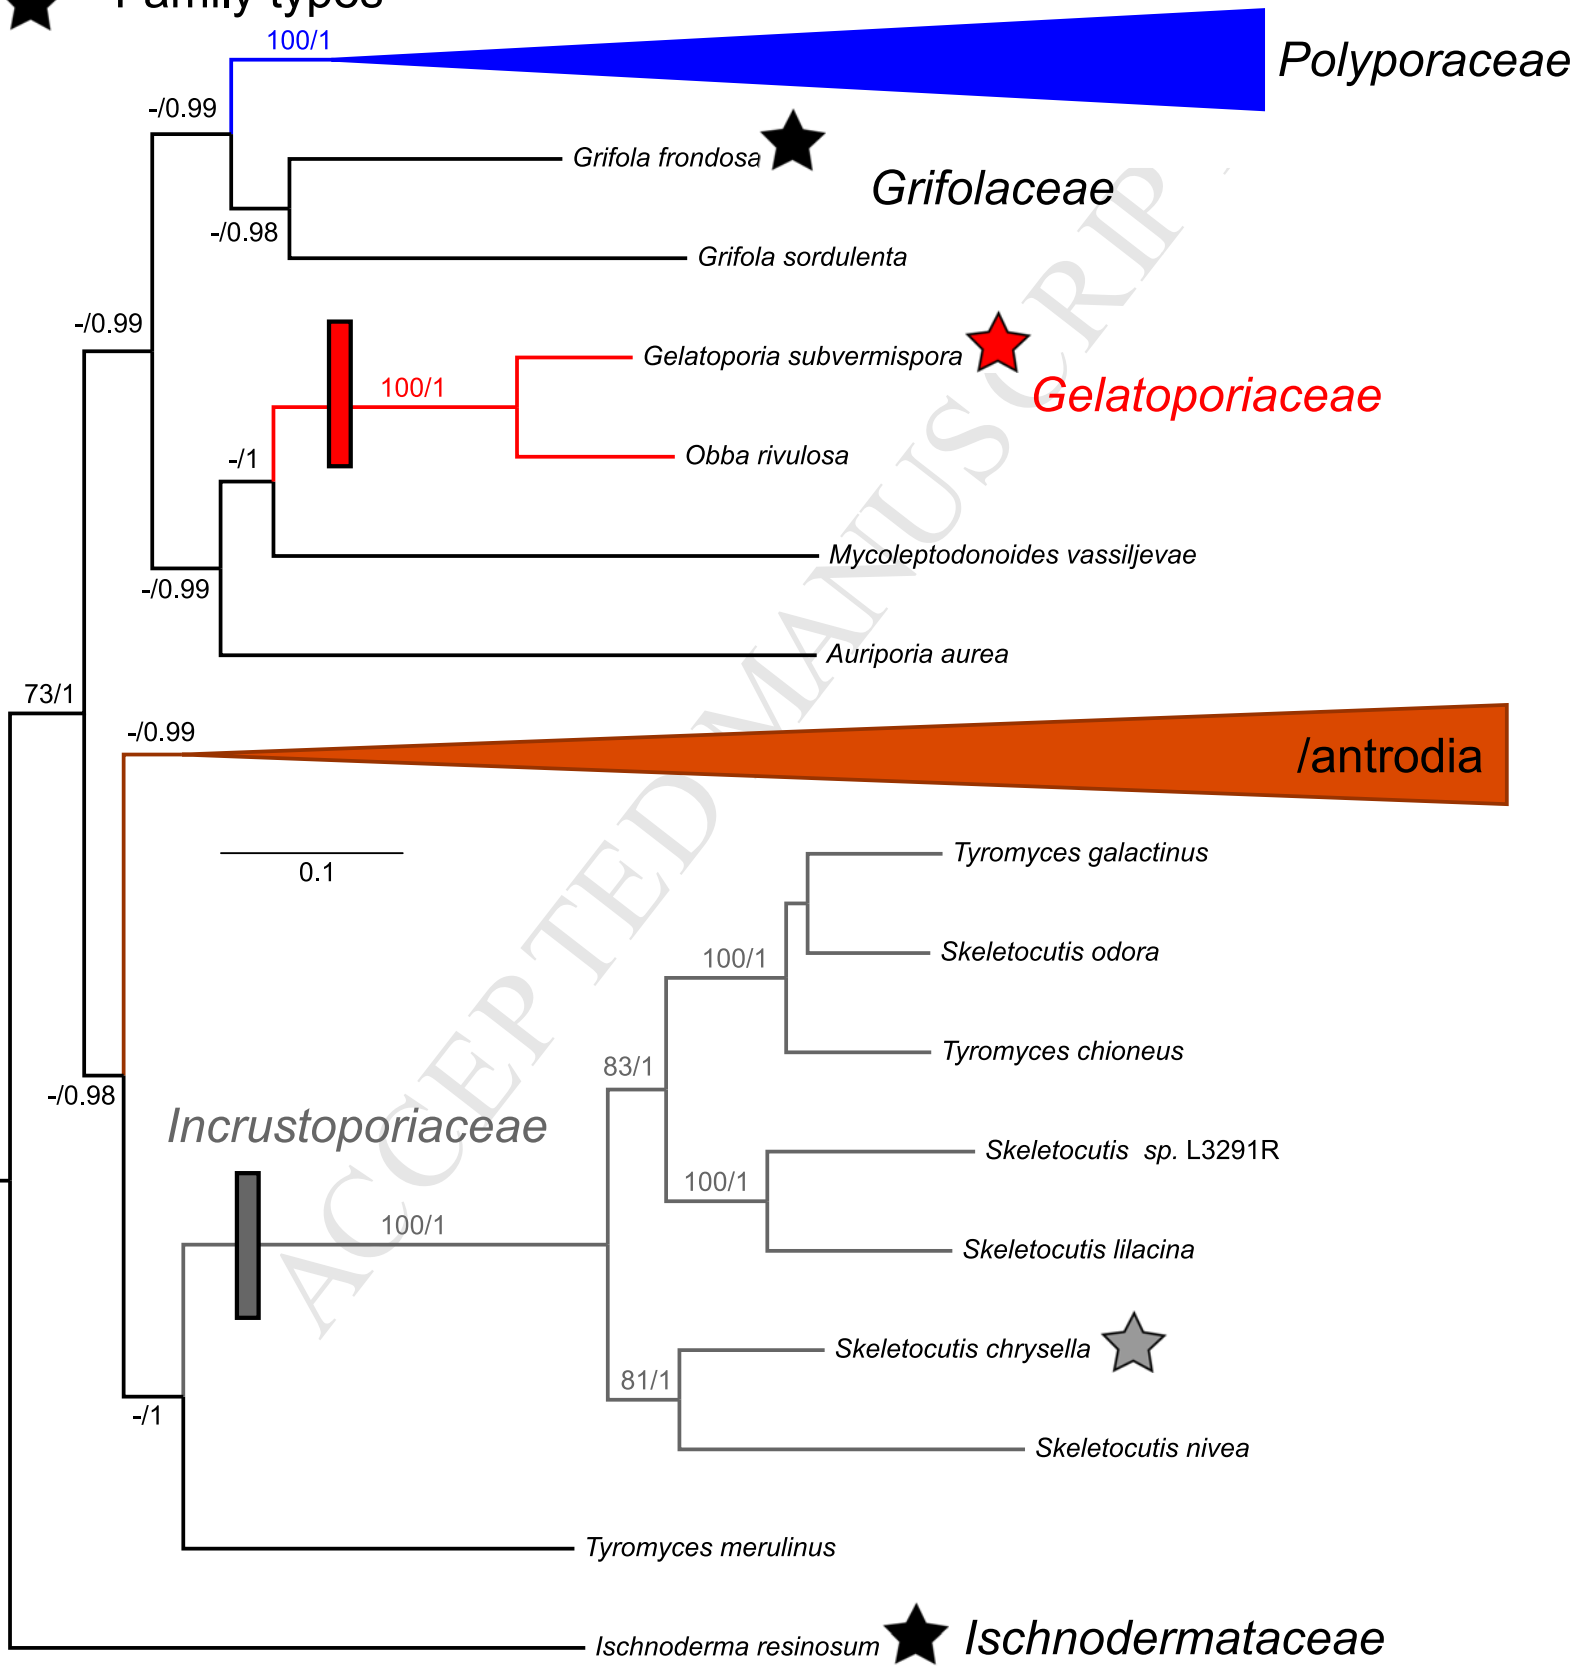 Family types
100/1
Polyporaceae
-/0.99
Grifola frondosa
Grifolaceae
-/0.98
Grifola sordulenta
-/0.99
Gelatoporia subvermispora
100/1
Gelatoporiaceae
Obba rivulosa
-/1
Mycoleptodonoides vassiljevae
-/0.99
Auriporia aurea
73/1
-/0.99
/antrodia
0.1
Tyromyces galactinus
Skeletocutis odora
100/1
Tyromyces chioneus
83/1
-/0.98
Incrustoporiaceae
Skeletocutis sp. L3291R
100/1
100/1
Skeletocutis lilacina
Skeletocutis chrysella
81/1
-/1
Skeletocutis nivea
Tyromyces merulinus
Ischnoderma resinosum
Ischnodermataceae
ACCEPTED MANUSCRIP